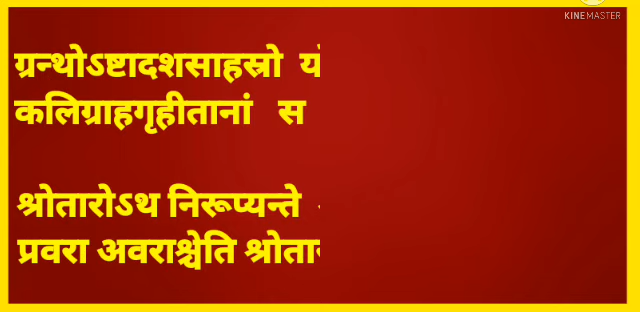 KINEMASTER
ग्रन्थोऽष्टादशसाहस्रो
कलिग्राहगृहीतानां स
श्रोतारोऽथ निरूप्यन्ते
प्रवरा अवराश्चेति